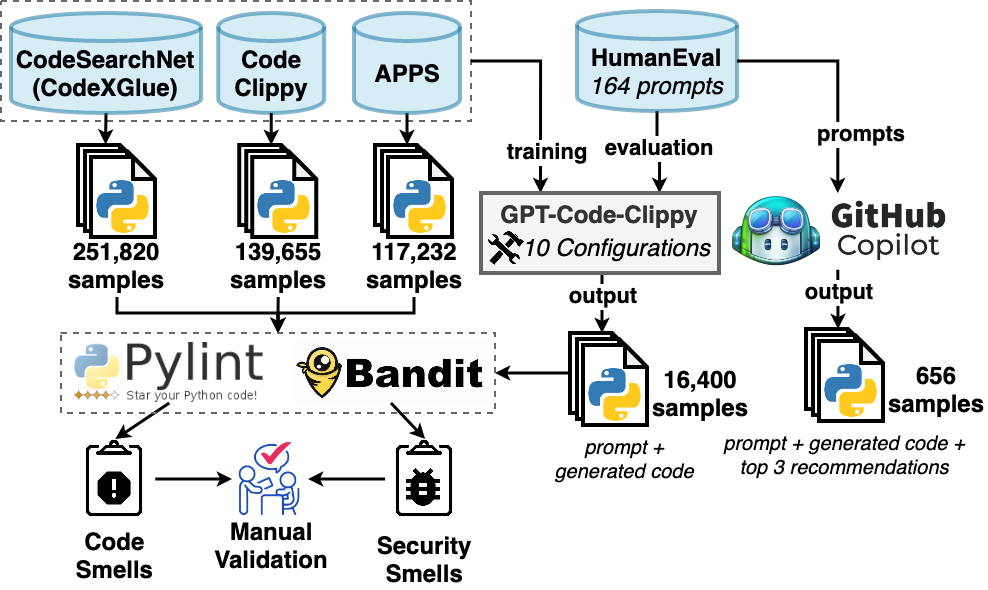 CodeSearchNet
(CodeXGlue)
Code
Clippy
APPS
HumanEval
164 prompts
training
evaluation
prompts
251,820
samples
139,655
samples
117,232
samples
GPT-Code-Clippy
10 Configurations
GitHub
Copilot
output
output
Pylint
Star your Python code!
Bandit
16,400
samples
656
samples
prompt +
generated code
prompt + generated code +
top 3 recommendations
Code
Smells
Manual
Validation
Security
Smells